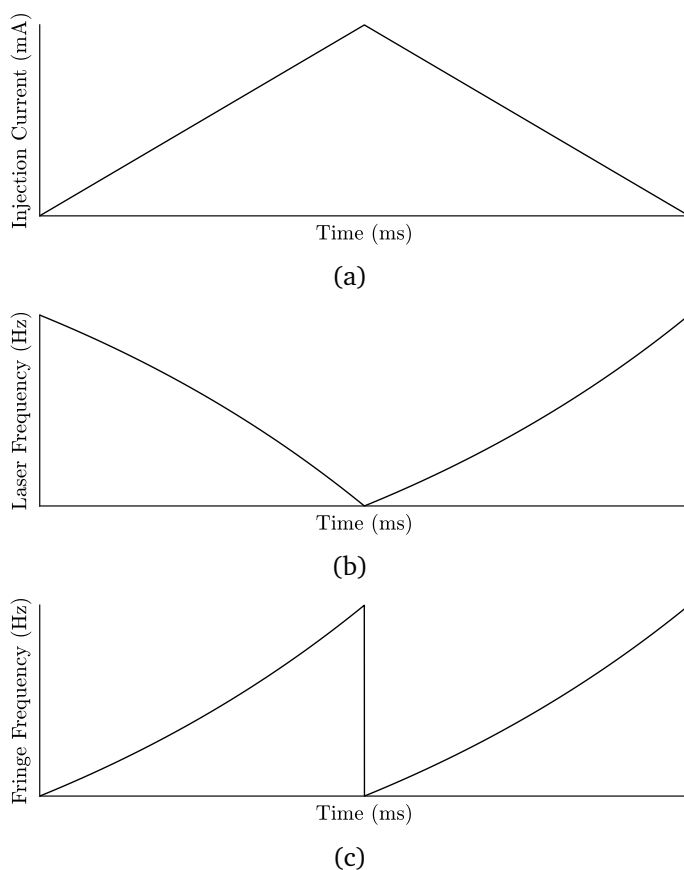 Injection Current (mA)
Time (ms)
(a)
Laser Frequency (Hz)
Time (ms)
(b)
Fringe Frequency (Hz)
Time (ms)
(c)